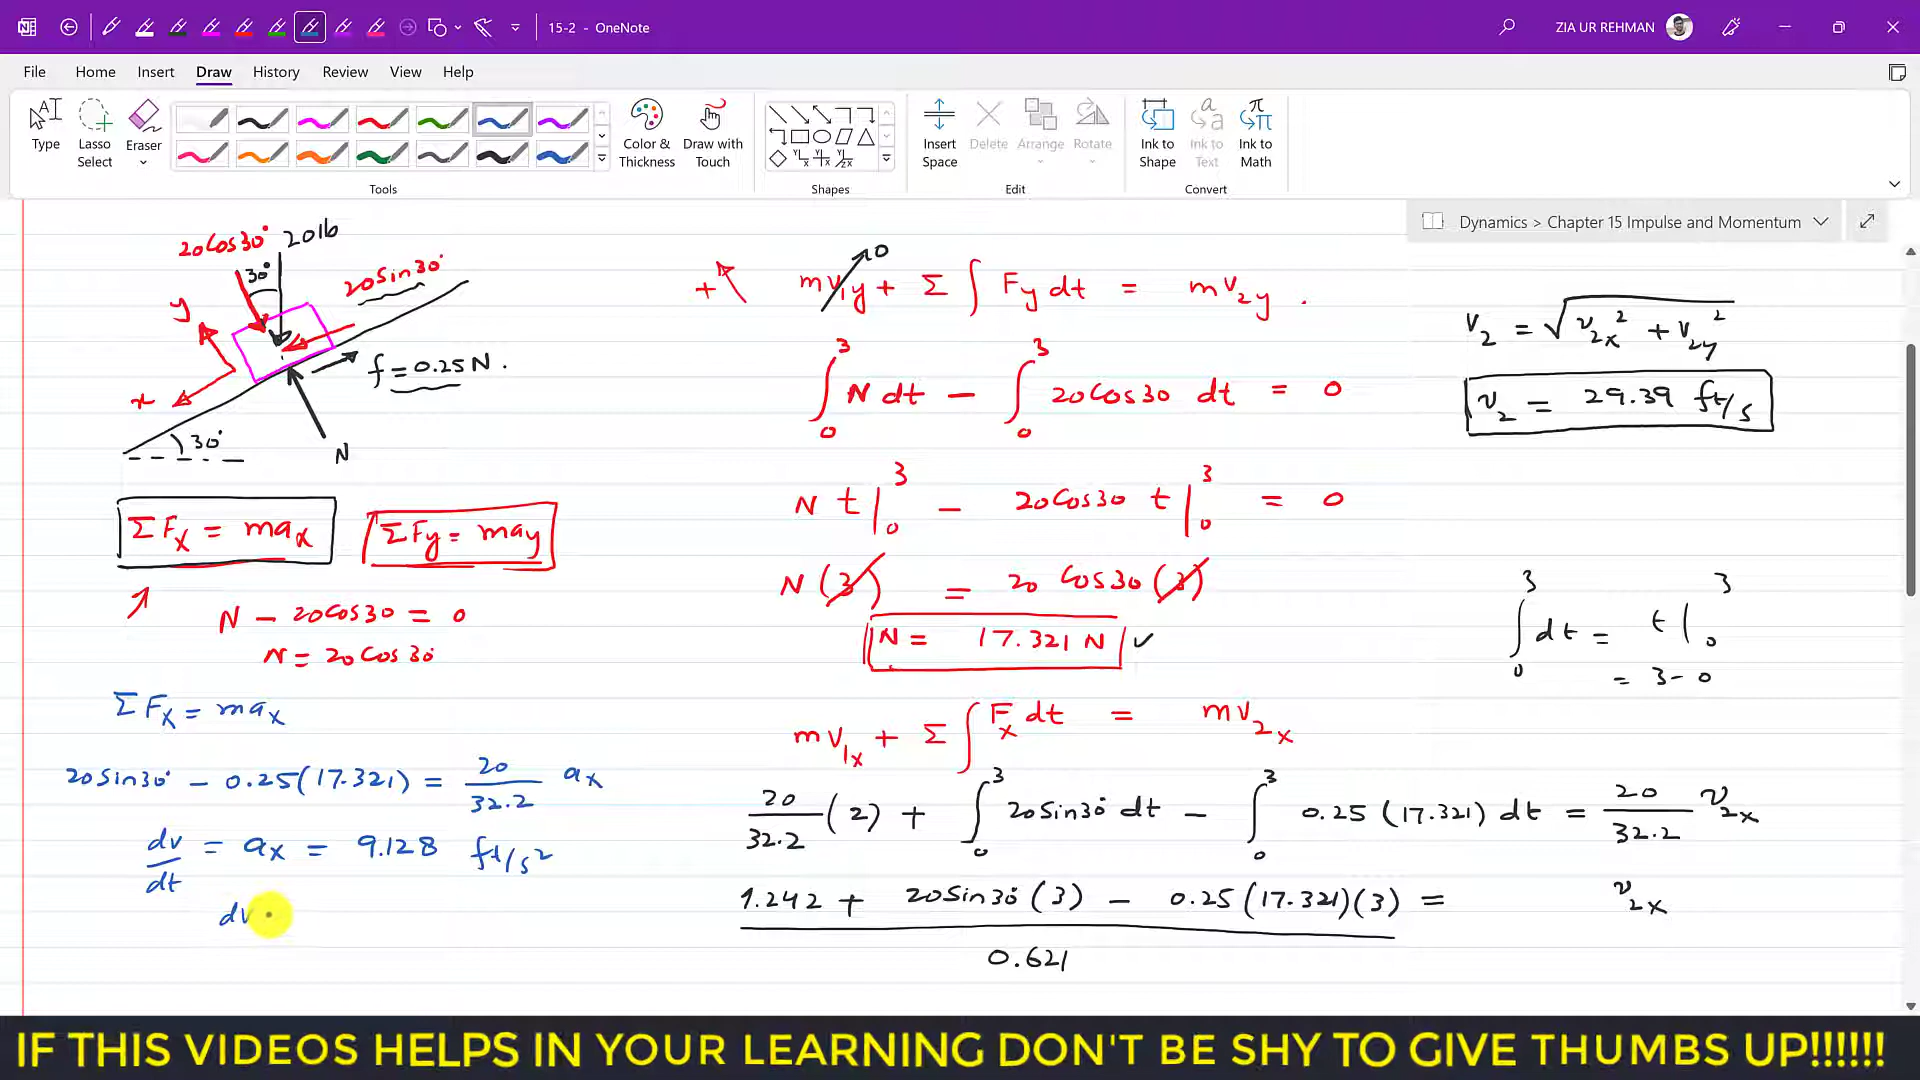 15-2 - OneNote
ZIA UR REHMAN
File Home Insert Draw History Review View Help
Type
Lasso Select
Eraser
Color & Thickness
Draw with Touch
Insert Space
Delete
Arrange
Rotate
Ink to Shape
Ink to Text
Ink to Math
Tools
Shapes
Edit
Convert
Dynamics > Chapter 15 Impulse and Momentum
20cos30°
20lb
30°
20sin30°
y
f = 0.25N.
x
30°
N
ΣFx = max
ΣFy = may
N - 20cos30 = 0
N = 20cos30
ΣFx = max
20sin30° - 0.25(17.321) = 20/32.2 ax
dv/dt = ax = 9.128 ft/s²
dv
+ mv1y + Σ∫Fy dt = mv2y .
0
∫₀³ N dt - ∫₀³ 20cos30 dt = 0
N t|₀³ - 20cos30 t|₀³ = 0
N(3) = 20 cos30(3)
N = 17.321 N ✓
mv1x + Σ∫Fx dt = mv2x
20/32.2 (2) + ∫₀³ 20sin30° dt - ∫₀³ 0.25(17.321) dt = 20/32.2 v2x
1.242 + 20sin30°(3) - 0.25(17.321)(3) = v2x
0.621
v2 = √(v2x² + v2y²)
v2 = 29.39 ft/s
∫₀³ dt = t|₀³
= 3-0
IF THIS VIDEOS HELPS IN YOUR LEARNING DON'T BE SHY TO GIVE THUMBS UP!!!!!!